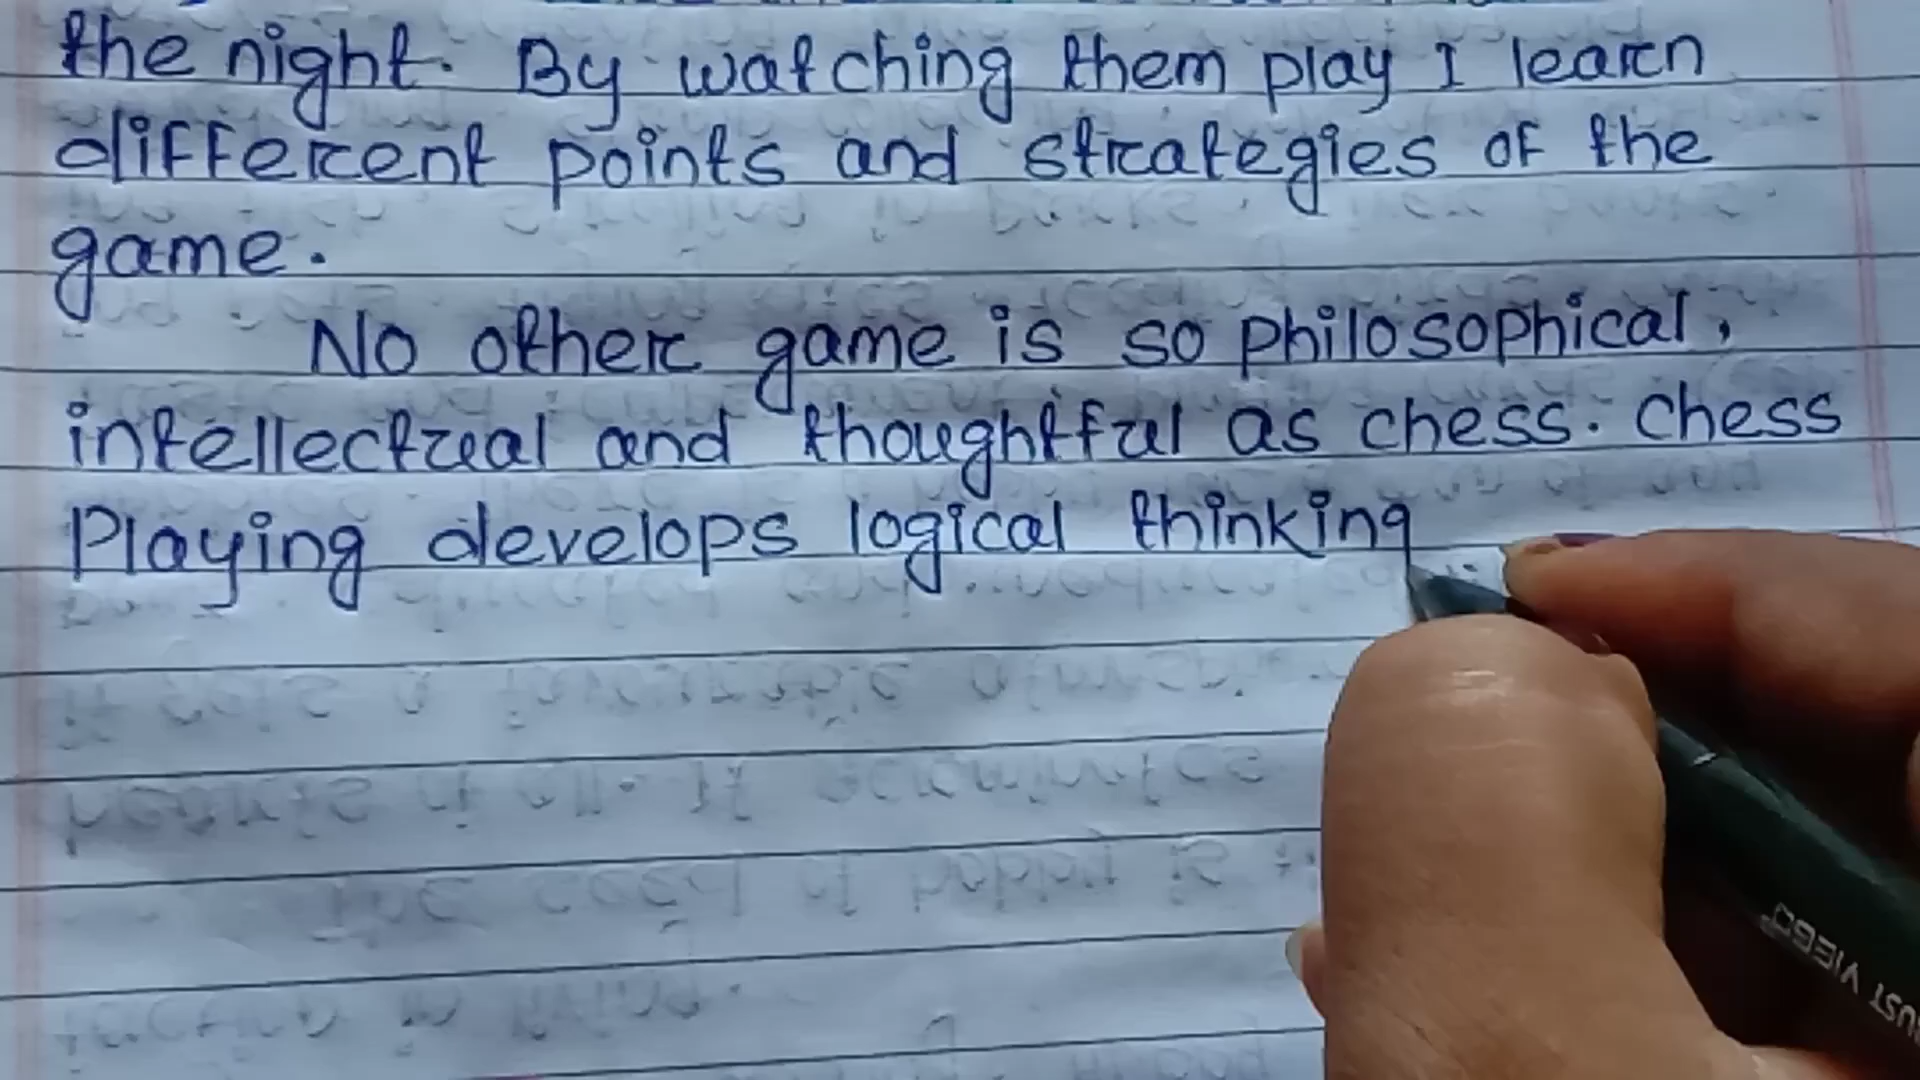 the night. By watching them play I learn
different points and strategies of the
game.
No other game is so philosophical,
intellectual and thoughtful as chess. Chess
Playing develops logical thinking